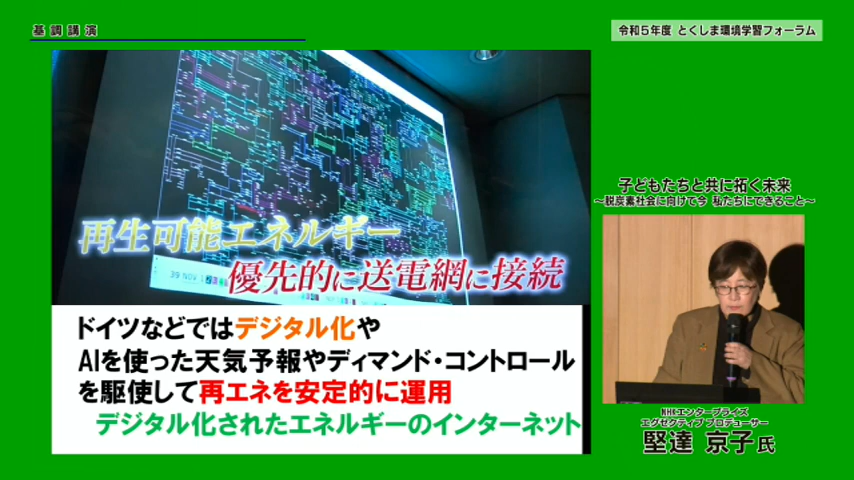 基調講演
令和5年度 とくしま環境学習フォーラム
再生可能エネルギー
優先的に送電網に接続
ドイツなどではデジタル化や
AIを使った天気予報やディマンド・コントロール
を駆使して再エネを安定的に運用
デジタル化されたエネルギーのインターネット
子どもたちと共に拓く未来
～脱炭素社会に向けて今 私たちにできること～
NHKエンタープライズ
エグゼクティブ プロデューサー
堅達 京子 氏